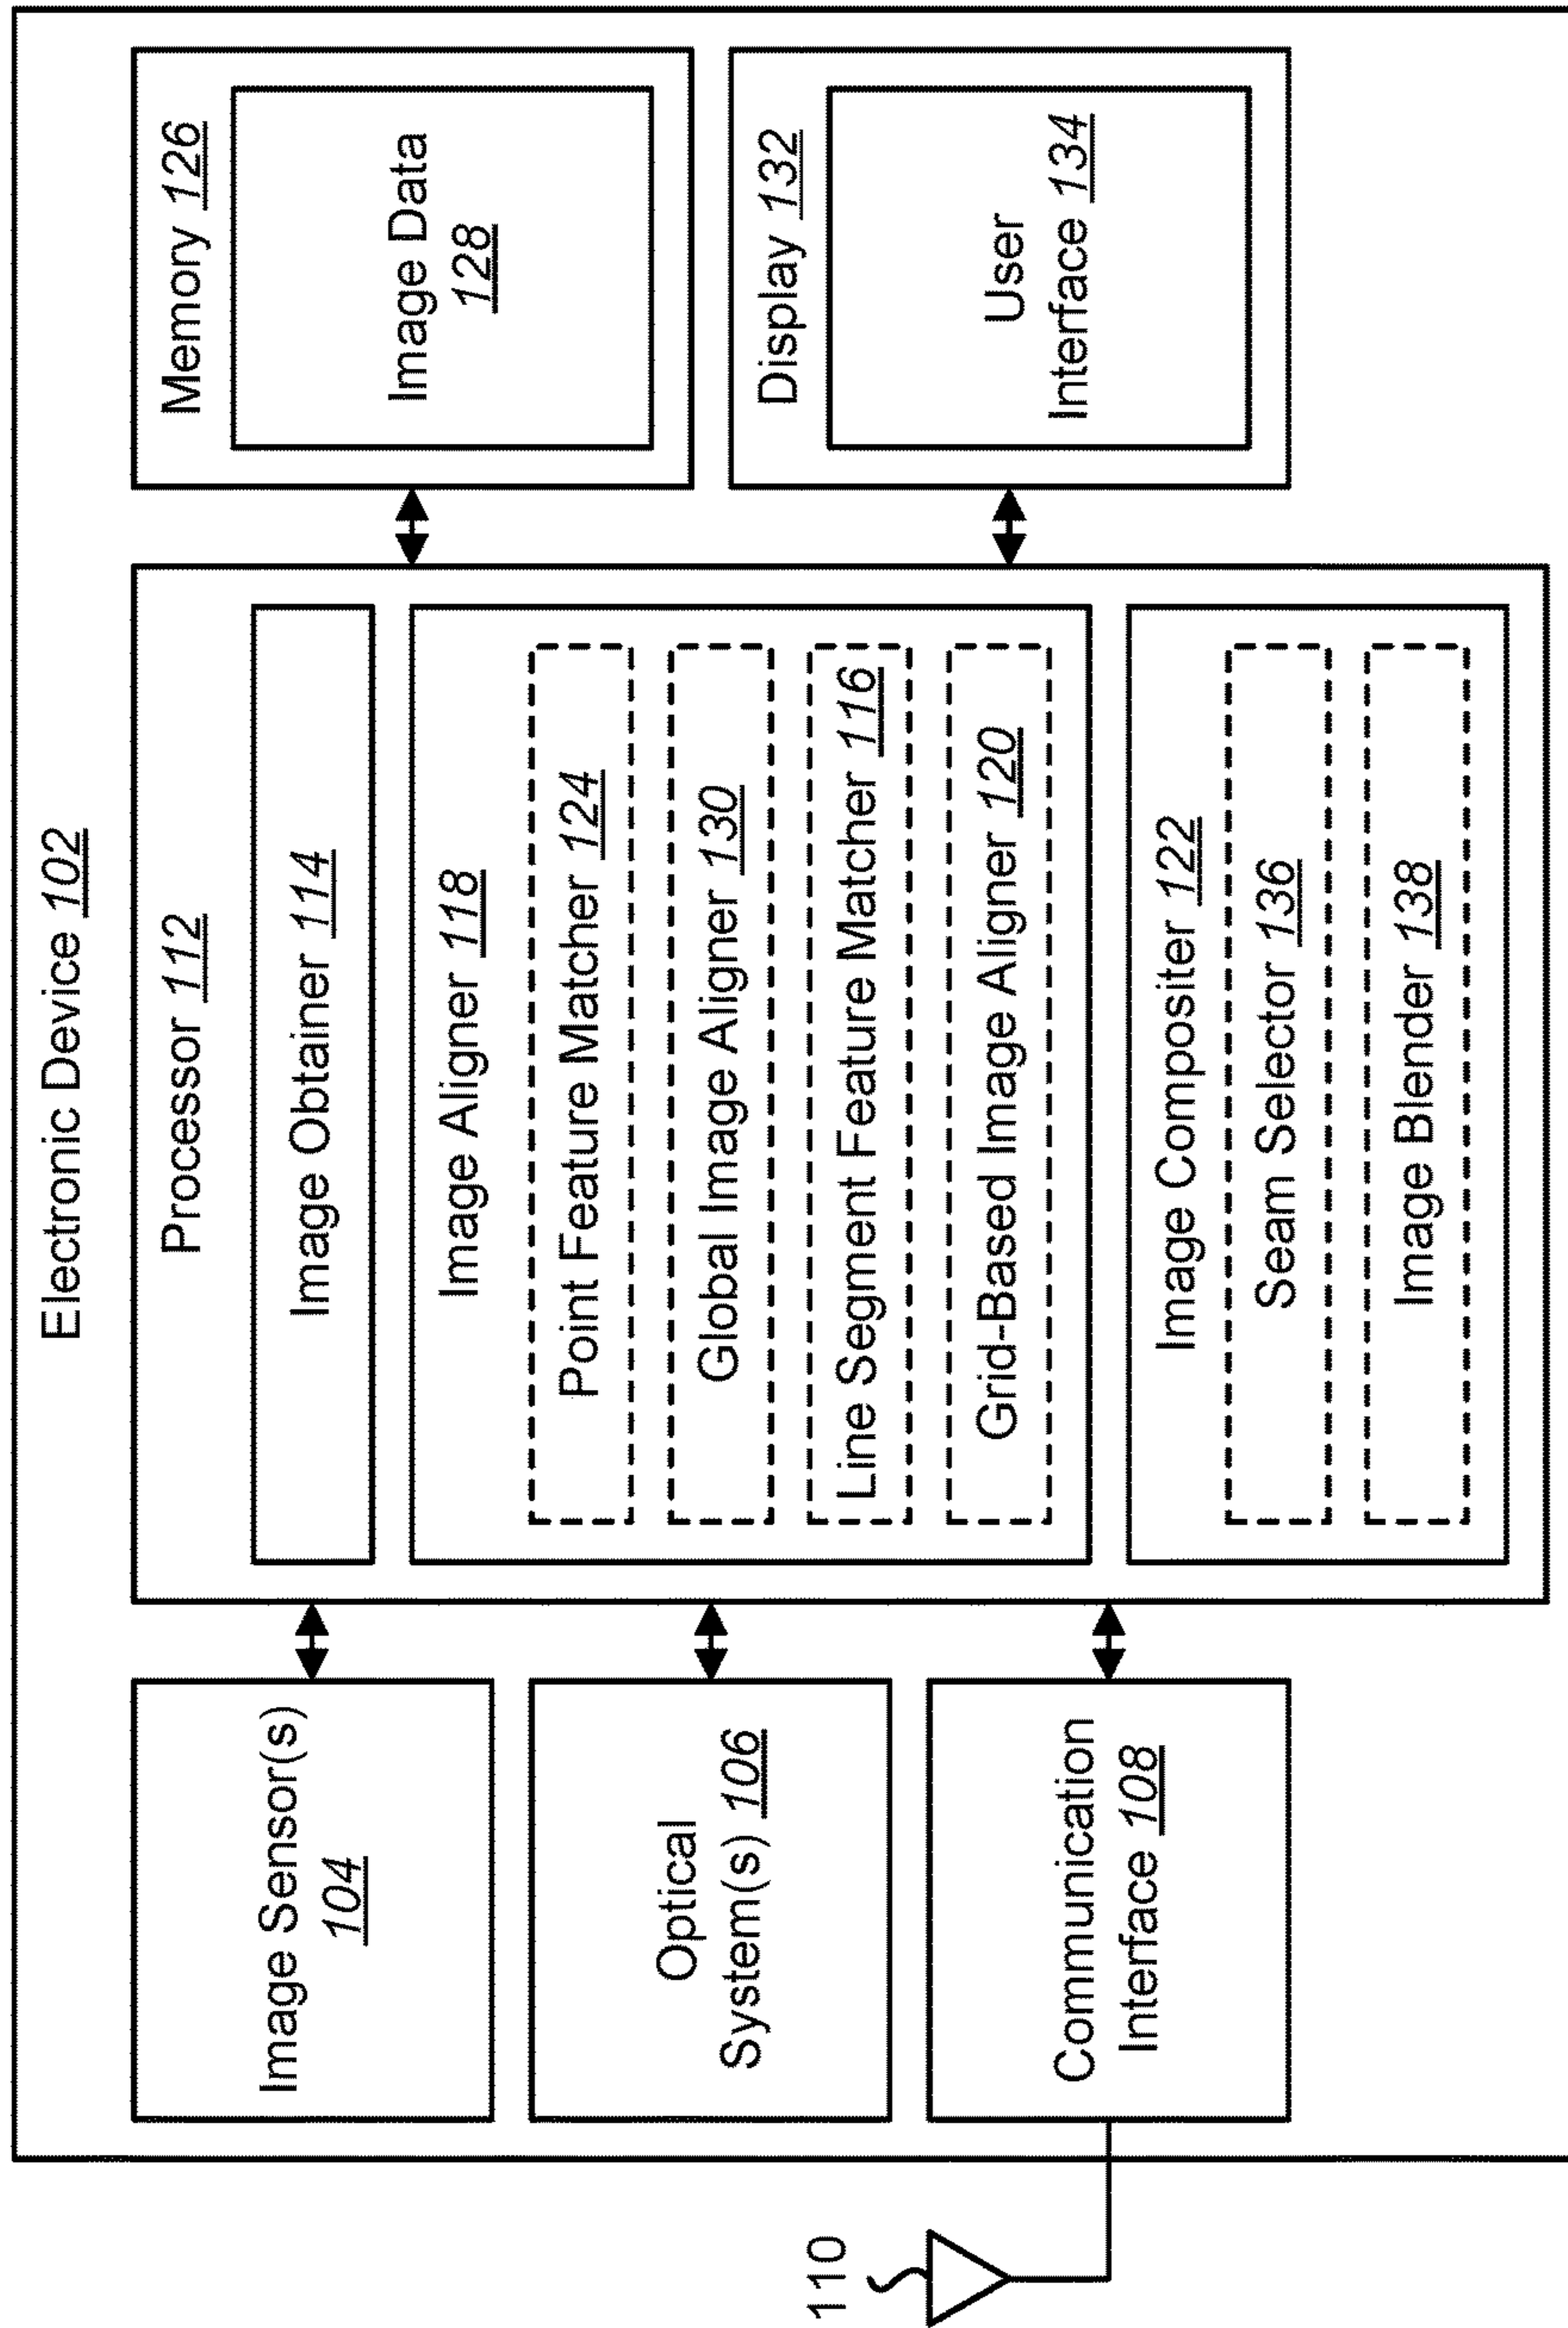 Electronic Device 102
Image Sensor(s)
104
Optical
System(s) 106
Communication
Interface 108
110
Processor 112
Image Obtainer 114
Image Aligner 118
Point Feature Matcher 124
Global Image Aligner 130
Line Segment Feature Matcher 116
Grid-Based Image Aligner 120
Image Compositer 122
Seam Selector 136
Image Blender 138
Memory 126
Image Data
128
Display 132
User
Interface 134